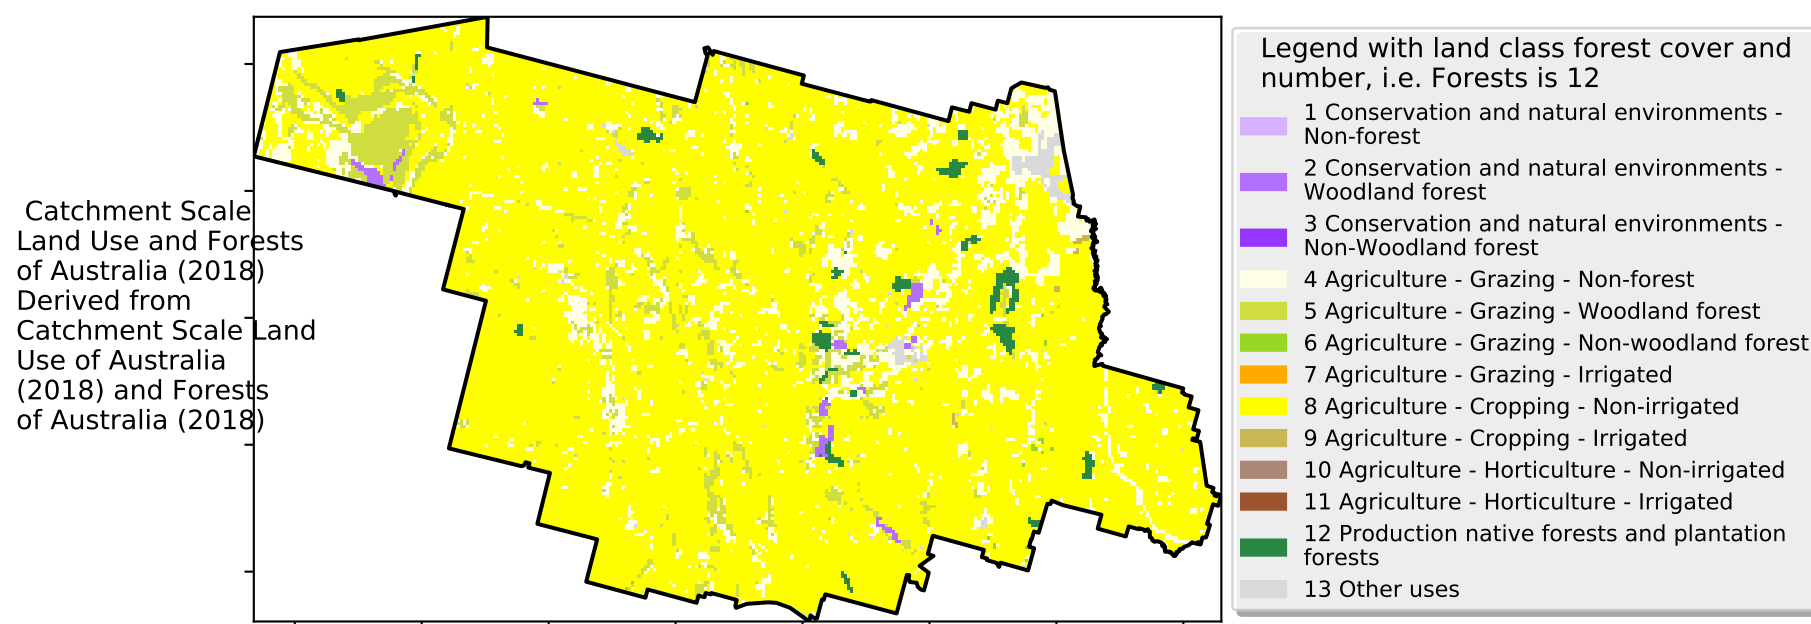 Catchment Scale
Land Use and Forests
of Australia (2018)
Derived from
Catchment Scale Land
Use of Australia
(2018) and Forests
of Australia (2018)
Legend with land class forest cover and
number, i.e. Forests is 12
1 Conservation and natural environments -
Non-forest
2 Conservation and natural environments -
Woodland forest
3 Conservation and natural environments -
Non-Woodland forest
4 Agriculture - Grazing - Non-forest
5 Agriculture - Grazing - Woodland forest
6 Agriculture - Grazing - Non-woodland forest
7 Agriculture - Grazing - Irrigated
8 Agriculture - Cropping - Non-irrigated
9 Agriculture - Cropping - Irrigated
10 Agriculture - Horticulture - Non-irrigated
11 Agriculture - Horticulture - Irrigated
12 Production native forests and plantation
forests
13 Other uses